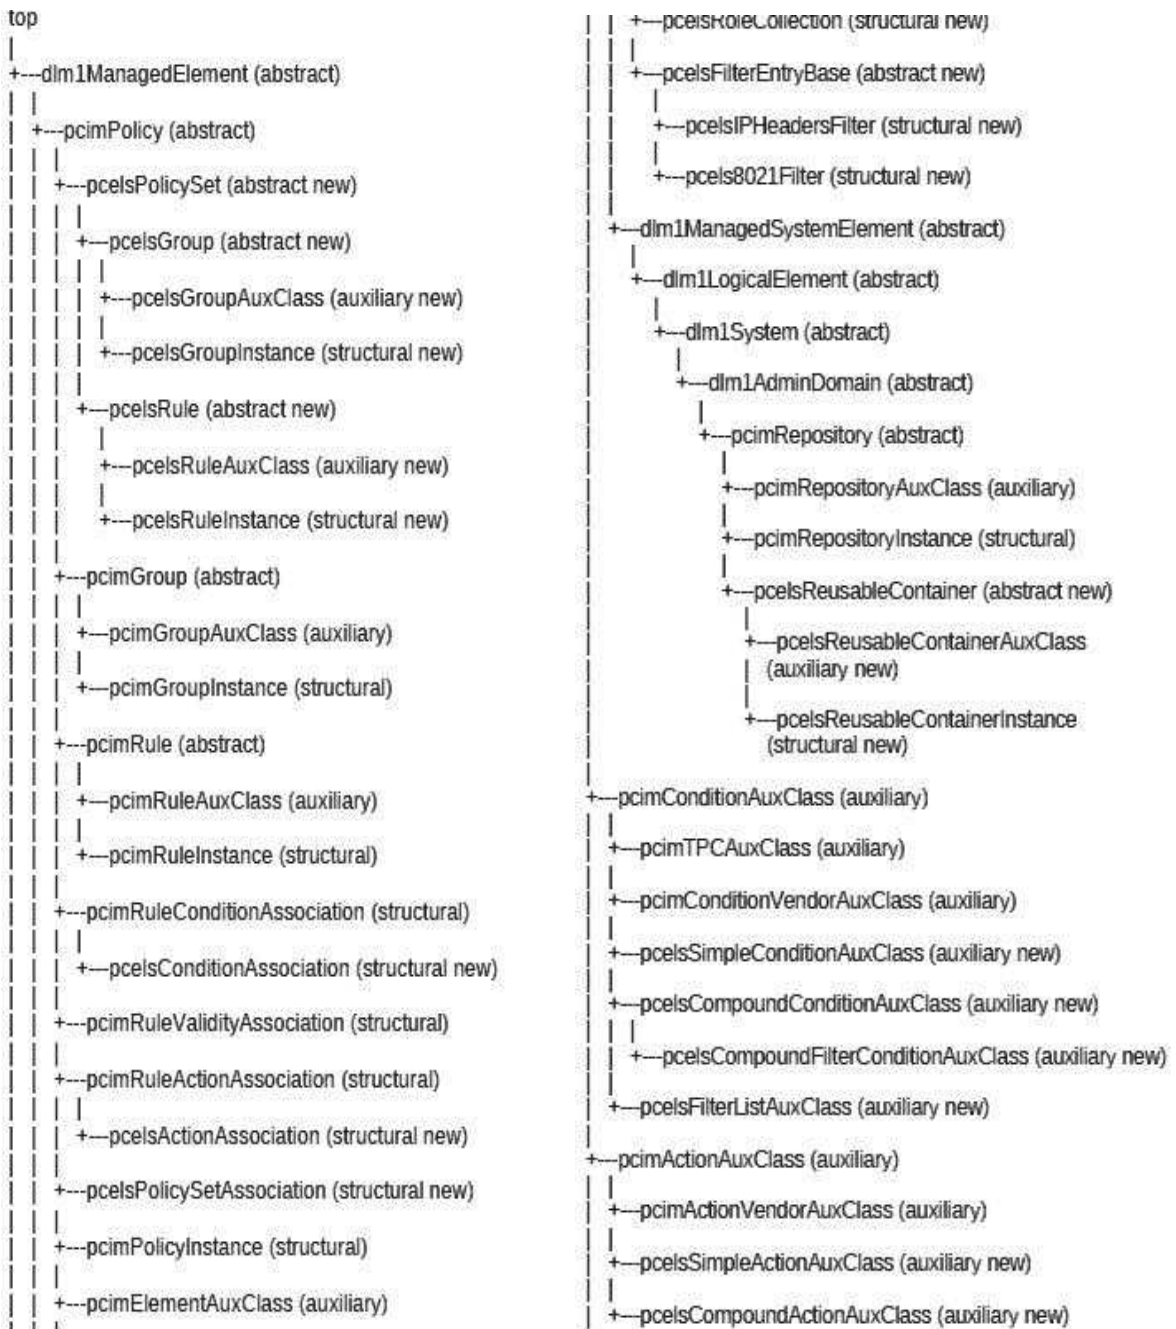 top
+---dlm1ManagedElement (abstract)
+---pcimPolicy (abstract)
+---pcelsPolicySet (abstract new)
+---pcelsGroup (abstract new)
+---pcelsGroupAuxClass (auxiliary new)
+---pcelsGroupInstance (structural new)
+---pcelsRule (abstract new)
+---pcelsRuleAuxClass (auxiliary new)
+---pcelsRuleInstance (structural new)
+---pcimGroup (abstract)
+---pcimGroupAuxClass (auxiliary)
+---pcimGroupInstance (structural)
+---pcimRule (abstract)
+---pcimRuleAuxClass (auxiliary)
+---pcimRuleInstance (structural)
+---pcimRuleConditionAssociation (structural)
+---pcelsConditionAssociation (structural new)
+---pcimRuleValidityAssociation (structural)
+---pcimRuleActionAssociation (structural)
+---pcelsActionAssociation (structural new)
+---pcelsPolicySetAssociation (structural new)
+---pcimPolicyInstance (structural)
+---pcimElementAuxClass (auxiliary)
+---pcelsRoleCollection (structural new)
+---pcelsFilterEntryBase (abstract new)
+---pcelsIPHeadersFilter (structural new)
+---pcels8021Filter (structural new)
+---dlm1ManagedSystemElement (abstract)
+---dlm1LogicalElement (abstract)
+---dlm1System (abstract)
+---dlm1AdminDomain (abstract)
+---pcimRepository (abstract)
+---pcimRepositoryAuxClass (auxiliary)
+---pcimRepositoryInstance (structural)
+---pcelsReusableContainer (abstract new)
+---pcelsReusableContainerAuxClass
(auxiliary new)
+---pcelsReusableContainerInstance
(structural new)
+---pcimConditionAuxClass (auxiliary)
+---pcimTPCAuxClass (auxiliary)
+---pcimConditionVendorAuxClass (auxiliary)
+---pcelsSimpleConditionAuxClass (auxiliary new)
+---pcelsCompoundConditionAuxClass (auxiliary new)
+---pcelsCompoundFilterConditionAuxClass (auxiliary new)
+---pcelsFilterListAuxClass (auxiliary new)
+---pcimActionAuxClass (auxiliary)
+---pcimActionVendorAuxClass (auxiliary)
+---pcelsSimpleActionAuxClass (auxiliary new)
+---pcelsCompoundActionAuxClass (auxiliary new)